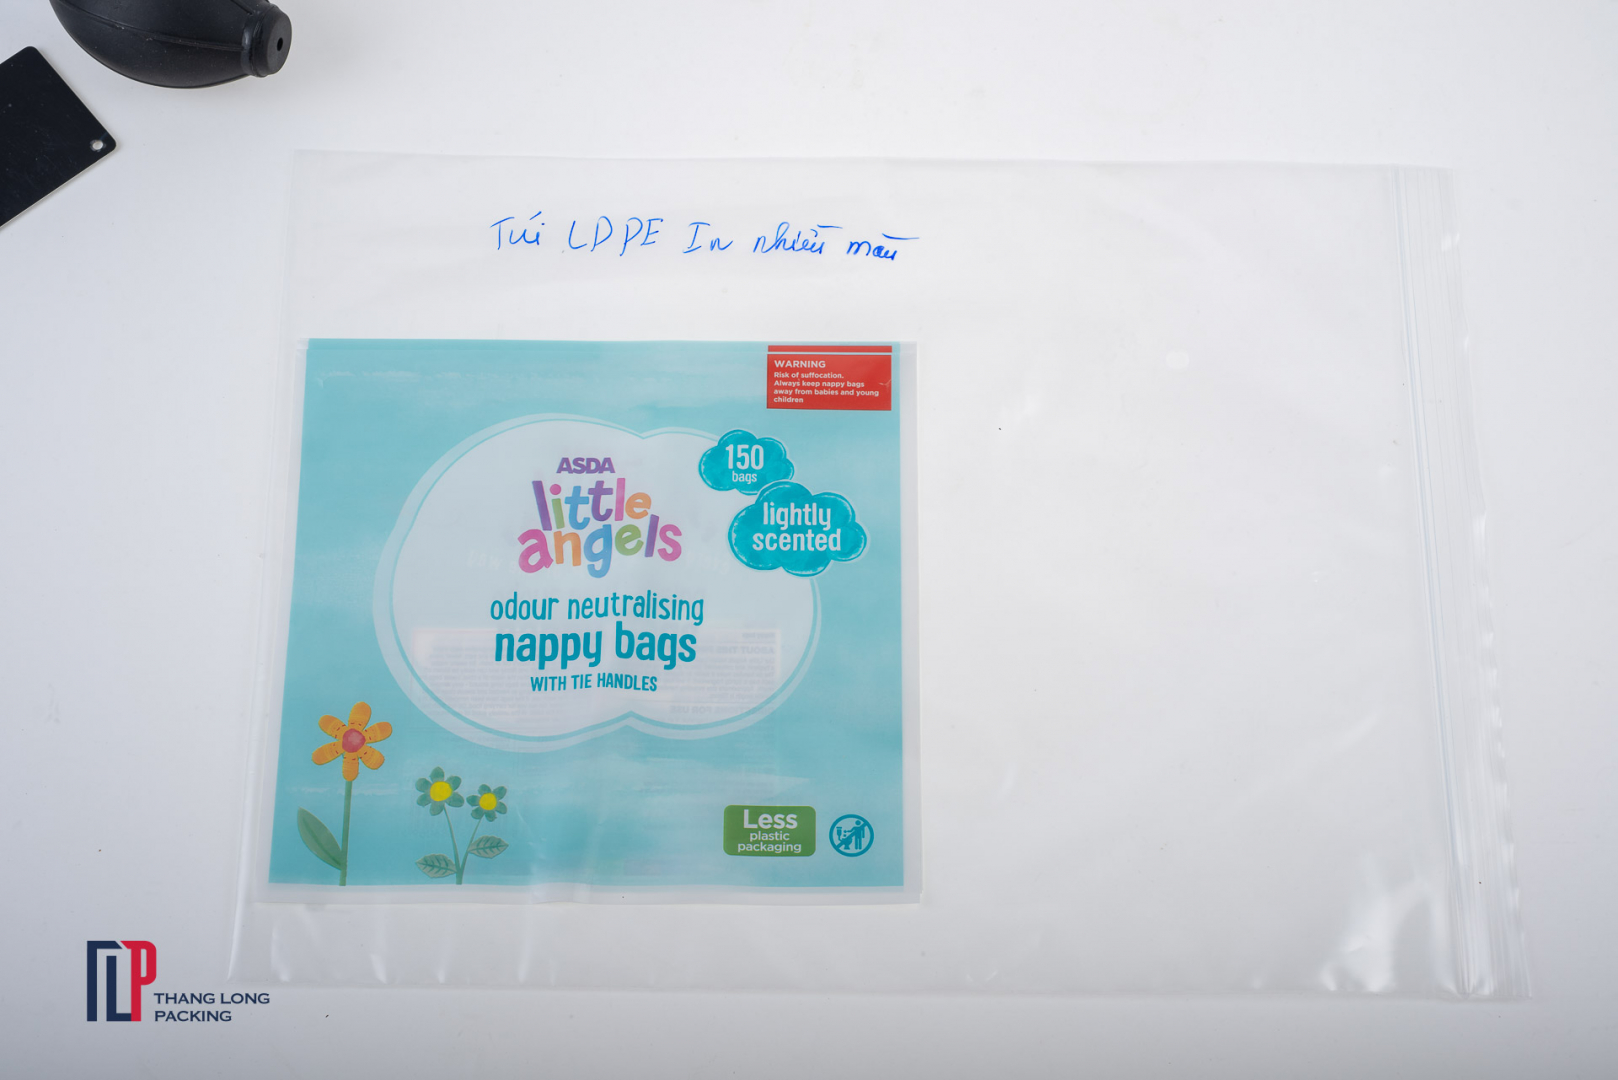 Túi LDPE In nhiều màu
WARNING
Risk of suffocation.
Always keep nappy bags
away from babies and young
children
150
bags
lightly
scented
ASDA
little
angels
odour neutralising
nappy bags
WITH TIE HANDLES
Less
plastic
packaging
THANG LONG
PACKING